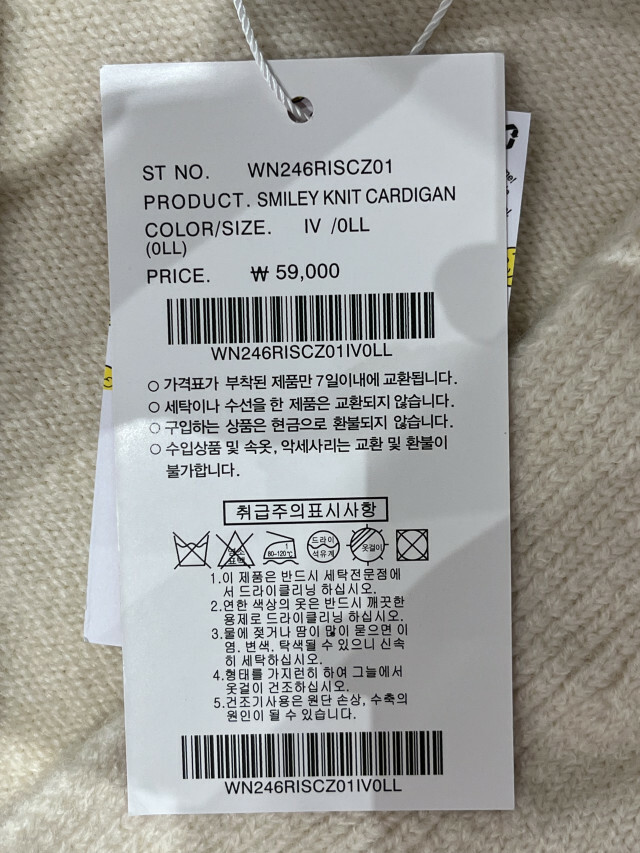 ST NO. WN246RISCZ01
PRODUCT. SMILEY KNIT CARDIGAN
COLOR/SIZE. IV /0LL
(0LL)
PRICE. ₩ 59,000
WN246RISCZ01IV0LL
○ 가격표가 부착된 제품만 7일이내에 교환됩니다.
○ 세탁이나 수선을 한 제품은 교환되지 않습니다.
○ 구입하는 상품은 현금으로 환불되지 않습니다.
○ 수입상품 및 속옷, 악세사리는 교환 및 환불이
불가합니다.
취급주의표시사항
염소 표백
80~120℃
드라이 석유계
옷걸이
1.이 제품은 반드시 세탁전문점에
서 드라이클리닝 하십시오.
2.연한 색상의 옷은 반드시 깨끗한
용제로 드라이클리닝 하십시오.
3.물에 젖거나 땀이 많이 묻으면 이
염. 변색. 탁색될 수 있으니 신속
히 세탁하십시오.
4.형태를 가지런히 하여 그늘에서
옷걸이 건조하십시오.
5.건조기사용은 원단 손상, 수축의
원인이 될 수 있습니다.
WN246RISCZ01IV0LL